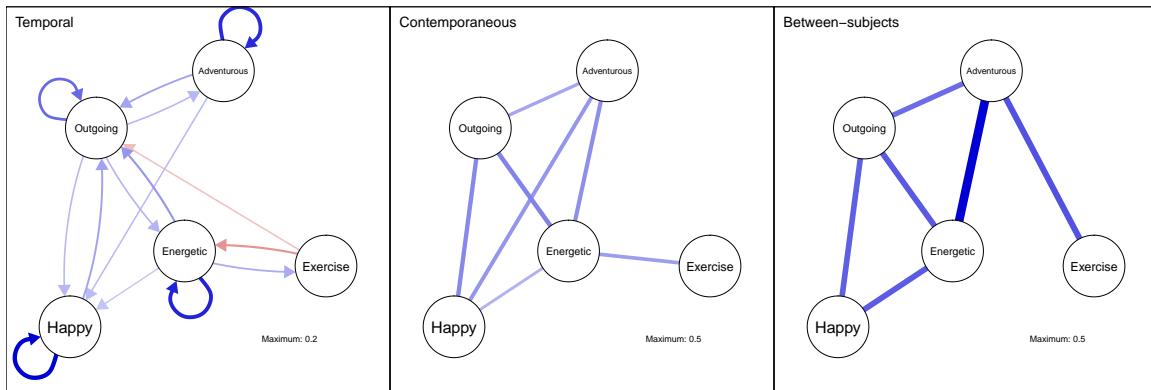 Temporal
Adventurous
Outgoing
Energetic
Exercise
Happy
Maximum: 0.2
Contemporaneous
Adventurous
Outgoing
Energetic
Exercise
Happy
Maximum: 0.5
Between−subjects
Adventurous
Outgoing
Energetic
Exercise
Happy
Maximum: 0.5